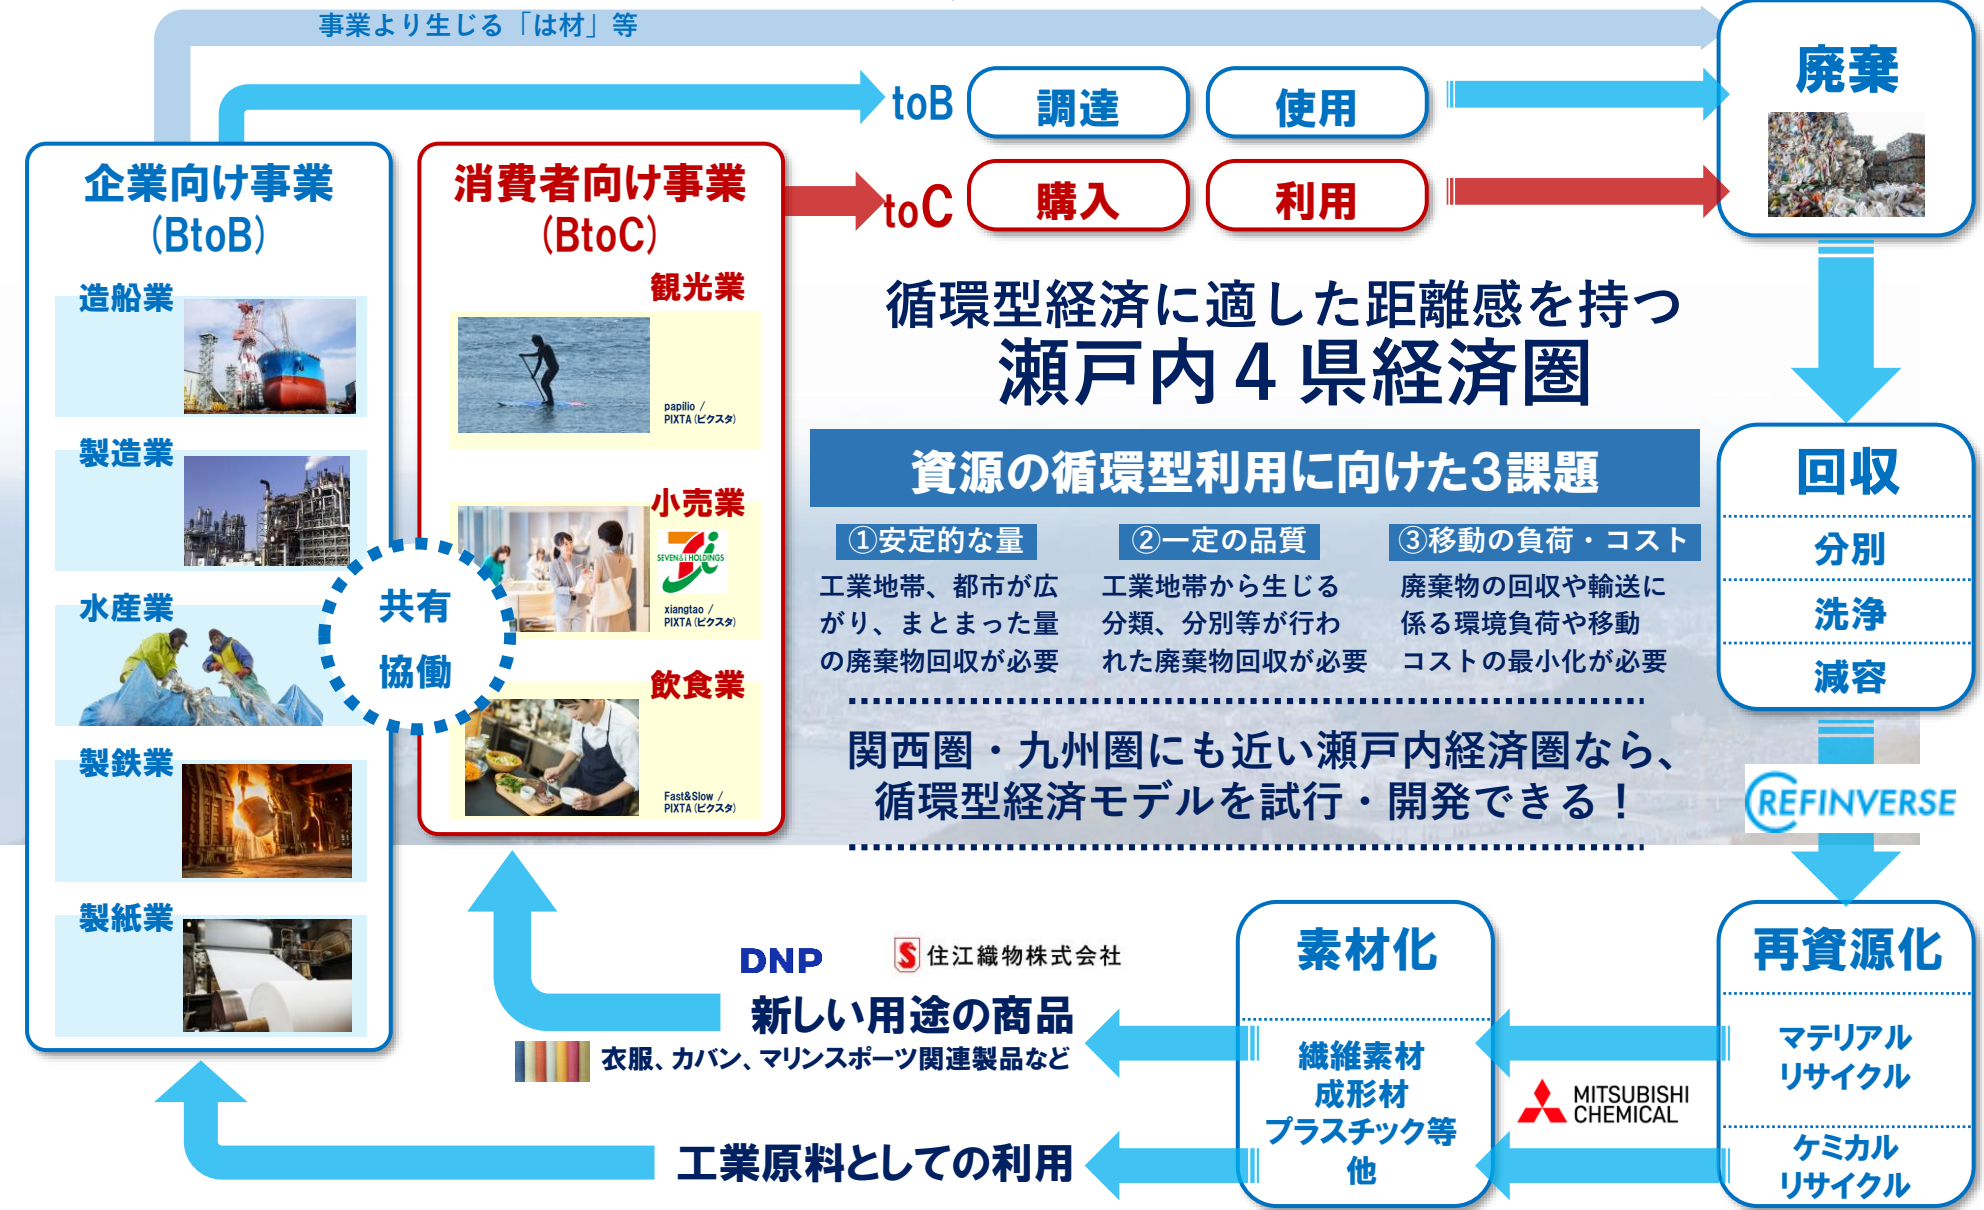 事業より生じる「は材」等
toB
調達
使用
toC
購入
利用
廃棄
企業向け事業
(BtoB)
造船業
製造業
水産業
製鉄業
製紙業
共有
協働
消費者向け事業
(BtoC)
観光業
papilio /
PIXTA(ピクスタ)
小売業
SEVEN&i HOLDINGS
xiangtao /
PIXTA(ピクスタ)
飲食業
Fast&Slow /
PIXTA(ピクスタ)
循環型経済に適した距離感を持つ
瀬戸内4県経済圏
資源の循環型利用に向けた3課題
①安定的な量
工業地帯、都市が広
がり、まとまった量
の廃棄物回収が必要
②一定の品質
工業地帯から生じる
分類、分別等が行わ
れた廃棄物回収が必要
③移動の負荷・コスト
廃棄物の回収や輸送に
係る環境負荷や移動
コストの最小化が必要
関西圏・九州圏にも近い瀬戸内経済圏なら、
循環型経済モデルを試行・開発できる！
回収
分別
洗浄
減容
REFINVERSE
再資源化
マテリアル
リサイクル
ケミカル
リサイクル
MITSUBISHI
CHEMICAL
素材化
繊維素材
成形材
プラスチック等
他
DNP
住江織物株式会社
新しい用途の商品
衣服、カバン、マリンスポーツ関連製品など
工業原料としての利用